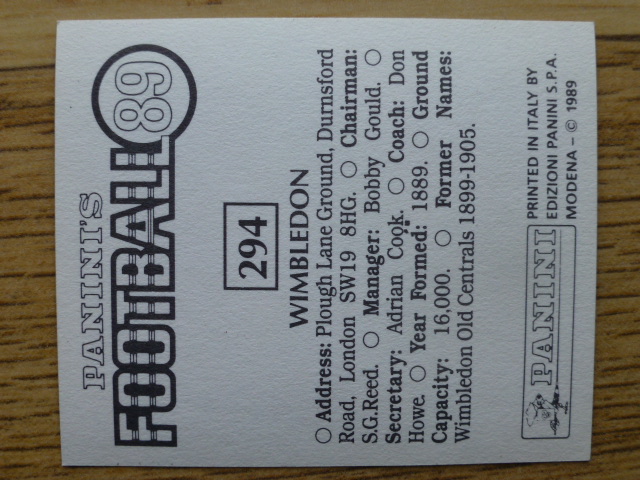 PANINI'S
FOOTBALL 89
294
WIMBLEDON
○ Address: Plough Lane Ground, Durnsford
Road, London SW19 8HG. ○ Chairman:
S.G.Reed. ○ Manager: Bobby Gould. ○
Secretary: Adrian Cook. ○ Coach: Don
Howe. ○ Year Formed: 1889. ○ Ground
Capacity: 16,000. ○ Former Names:
Wimbledon Old Centrals 1899-1905.
PANINI
PRINTED IN ITALY BY
EDIZIONI PANINI S.P.A.
MODENA - © 1989